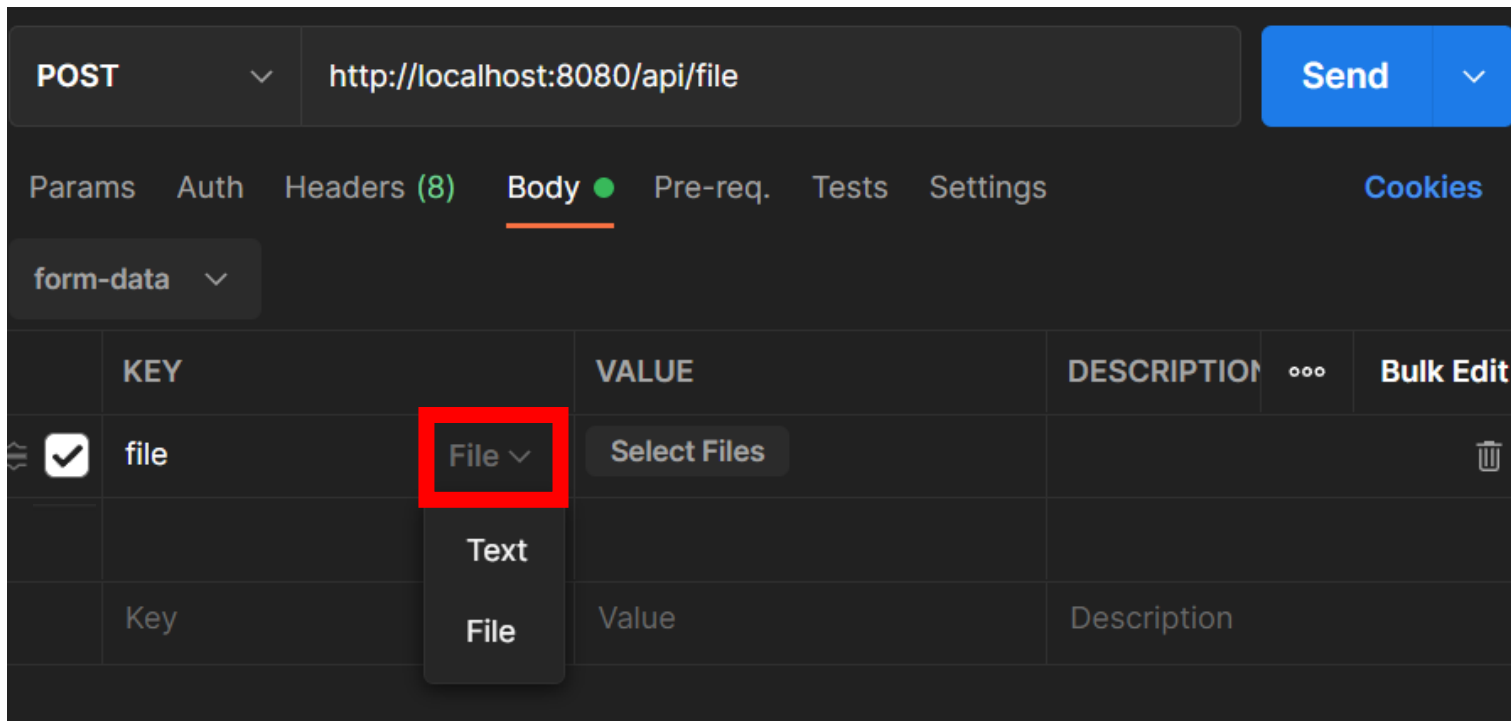 POST http://localhost:8080/api/file Send
Params Auth Headers (8) Body Pre-req. Tests Settings Cookies
form-data
KEY VALUE DESCRIPTION Bulk Edit
file File Select Files
Text
Key Value Description
File